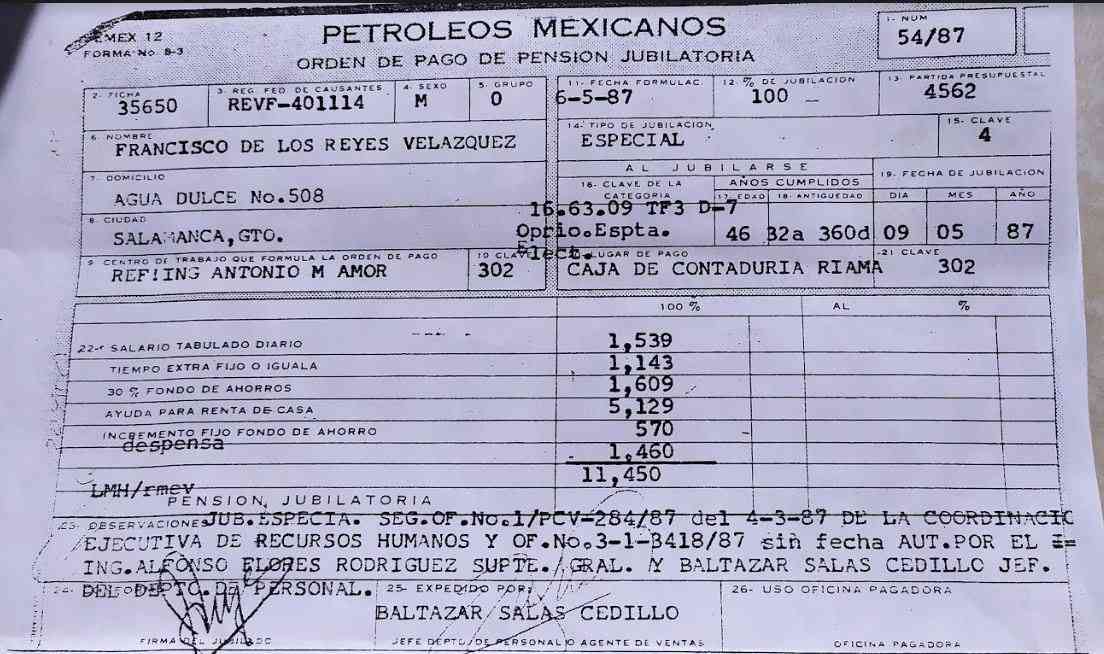 PETROLEOS MEXICANOS
EMEX 12
FORMA No. B-3
ORDEN DE PAGO DE PENSION JUBILATORIA
1- NUM
54/87
2- FICHA
35650
3- REG. FED. DE CAUSANTES
REVF-401114
4- SEXO
M
5- GRUPO
0
11- FECHA FORMULAC.
6-5-87
12- % DE JUBILACION
100 -
13- PARTIDA PRESUPUESTAL
4562
6- NOMBRE
FRANCISCO DE LOS REYES VELAZQUEZ
14- TIPO DE JUBILACION
ESPECIAL
15- CLAVE
4
7- DOMICILIO
AGUA DULCE No.508
AL JUBILARSE
16- CLAVE DE LA CATEGORIA
AÑOS CUMPLIDOS
17- EDAD 18- ANTIGUEDAD
19- FECHA DE JUBILACION
DIA MES AÑO
8- CIUDAD
SALAMANCA,GTO.
16.63.09 TF3 D-7
Oprio.Espta.
Elect.
46 32a 360d 09 05 87
9- CENTRO DE TRABAJO QUE FORMULA LA ORDEN DE PAGO
REF!ING ANTONIO M AMOR
10 CLAVE
302
LUGAR DE PAGO
CAJA DE CONTADURIA RIAMA
21 CLAVE
302
100 % AL %
22- SALARIO TABULADO DIARIO 1,539
TIEMPO EXTRA FIJO O IGUALA 1,143
30 % FONDO DE AHORROS 1,609
AYUDA PARA RENTA DE CASA 5,129
INCREMENTO FIJO FONDO DE AHORRO 570
despensa 1,460
11,450
LMH/rmev
PENSION JUBILATORIA
23- OBSERVACIONES JUB.ESPECIA. SEG.OF.No.1/PCV-284/87 del 4-3-87 DE LA COORDINACIC
EJECUTIVA DE RECURSOS HUMANOS Y OF.No.3-1-3418/87 sin fecha AUT.POR EL
ING.ALFONSO FLORES RODRIGUEZ SUPTE. GRAL. Y BALTAZAR SALAS CEDILLO JEF.
DEL DEPTO.DE PERSONAL.
25- EXPEDIDO POR:
BALTAZAR SALAS CEDILLO
26- USO OFICINA PAGADORA
FIRMA DEL JUBILADO
JEFE DEPTO. DE PERSONAL O AGENTE DE VENTAS
OFICINA PAGADORA